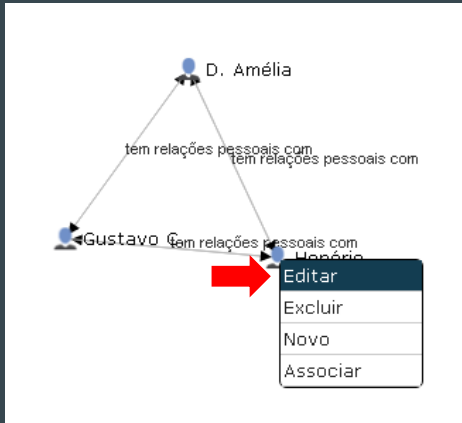 D. Amélia
tem relações pessoais com
tem relações pessoais com
Gustavo C
tem relações pessoais com
Honório
Editar
Excluir
Novo
Associar